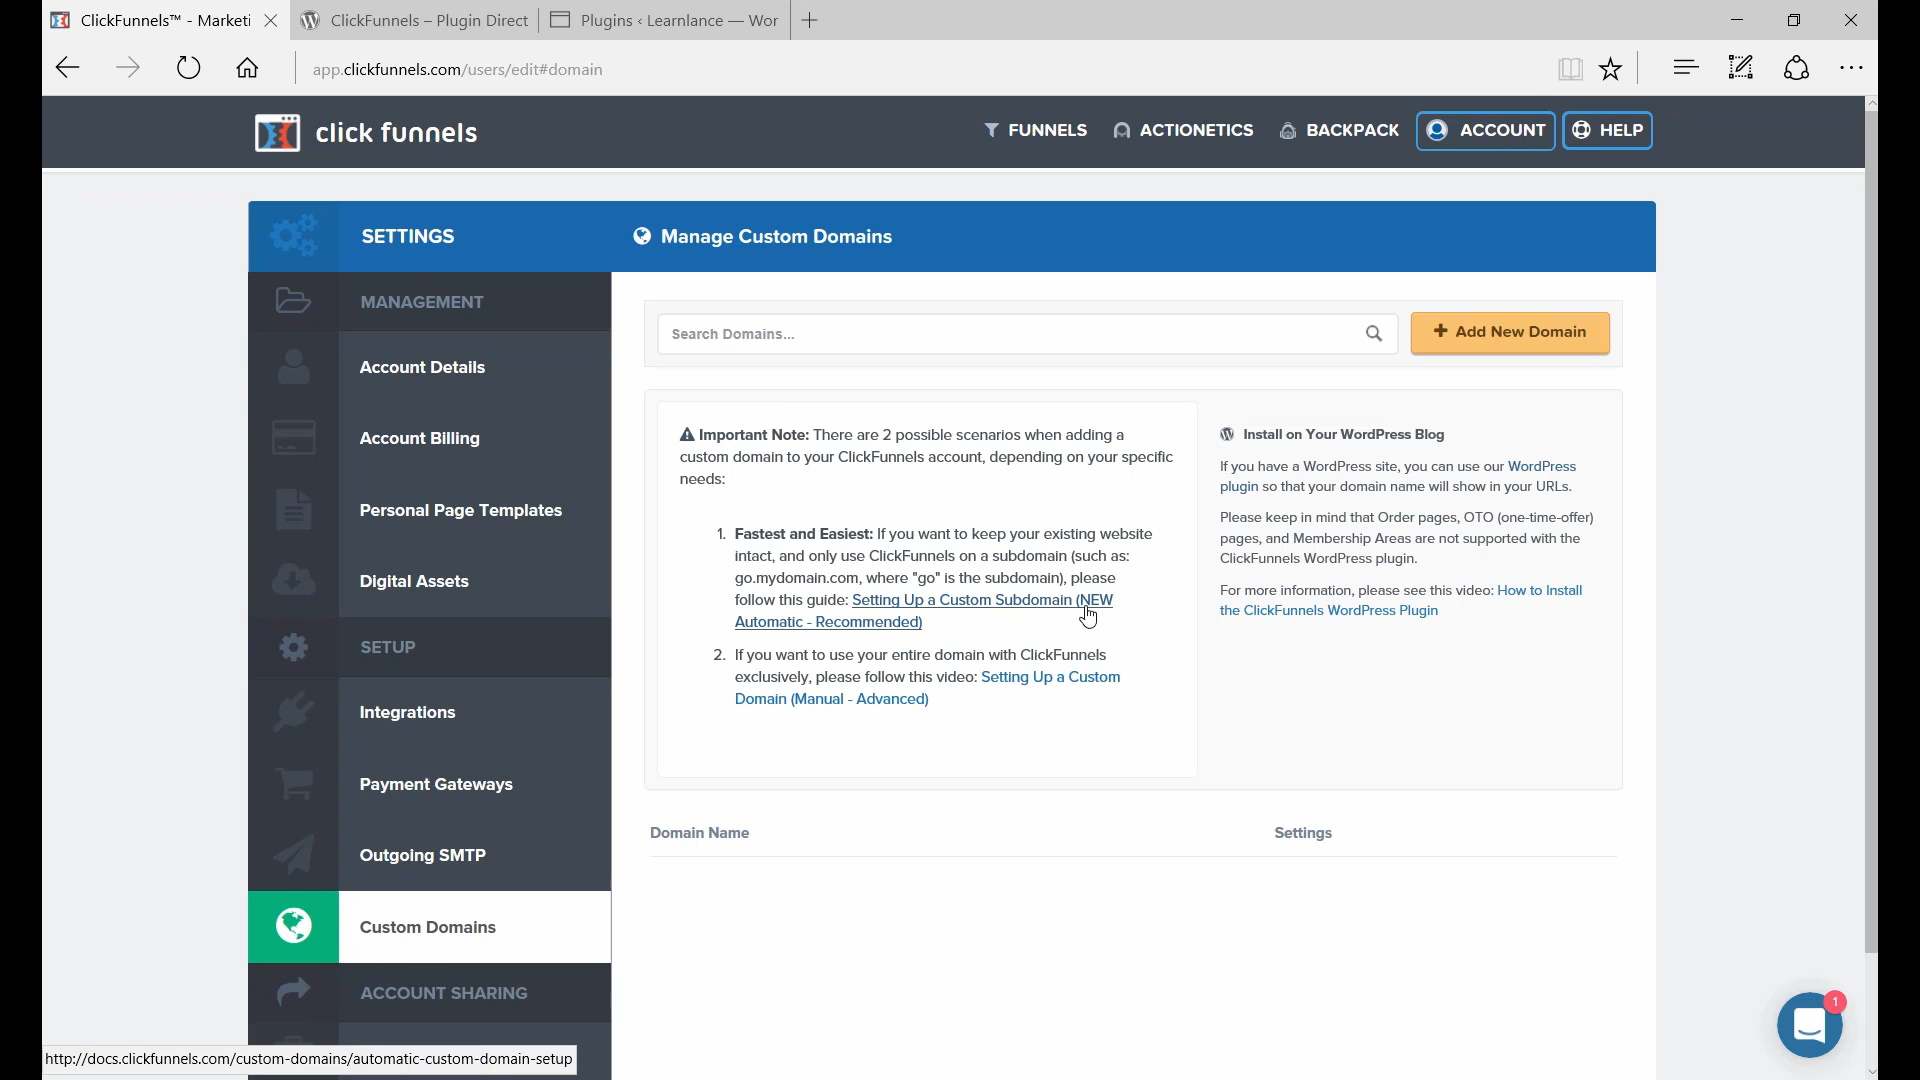 ClickFunnels™ - Marketi
ClickFunnels – Plugin Direct
Plugins ‹ Learnlance — Wor
app.clickfunnels.com/users/edit#domain
click funnels
FUNNELS
ACTIONETICS
BACKPACK
ACCOUNT
HELP
SETTINGS
Manage Custom Domains
MANAGEMENT
Account Details
Account Billing
Personal Page Templates
Digital Assets
SETUP
Integrations
Payment Gateways
Outgoing SMTP
Custom Domains
ACCOUNT SHARING
Search Domains...
+ Add New Domain
Important Note: There are 2 possible scenarios when adding a
custom domain to your ClickFunnels account, depending on your specific
needs:
1. Fastest and Easiest: If you want to keep your existing website
intact, and only use ClickFunnels on a subdomain (such as:
go.mydomain.com, where "go" is the subdomain), please
follow this guide: Setting Up a Custom Subdomain (NEW
Automatic - Recommended)
2. If you want to use your entire domain with ClickFunnels
exclusively, please follow this video: Setting Up a Custom
Domain (Manual - Advanced)
Install on Your WordPress Blog
If you have a WordPress site, you can use our WordPress
plugin so that your domain name will show in your URLs.
Please keep in mind that Order pages, OTO (one-time-offer)
pages, and Membership Areas are not supported with the
ClickFunnels WordPress plugin.
For more information, please see this video: How to Install
the ClickFunnels WordPress Plugin
Domain Name
Settings
1
http://docs.clickfunnels.com/custom-domains/automatic-custom-domain-setup